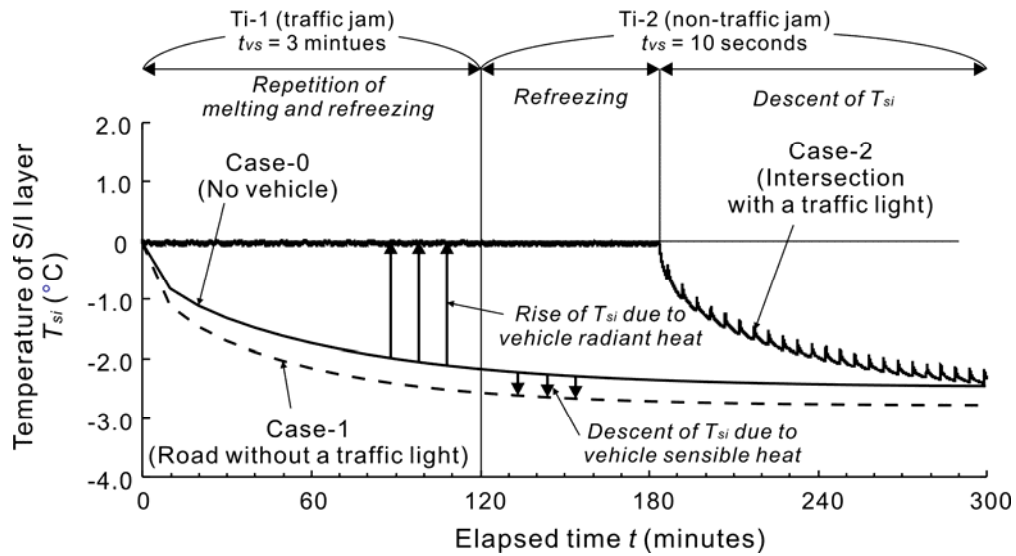 Ti-1 (traffic jam)
tvs = 3 mintues
Ti-2 (non-traffic jam)
tvs = 10 seconds
Repetition of
melting and refreezing
Refreezing
Descent of Tsi
2.0
1.0
0
-1.0
-2.0
-3.0
-4.0
Temperature of S/I layer
Tsi (°C)
Case-0
(No vehicle)
Case-2
(Intersection
with a traffic light)
Rise of Tsi due to
vehicle radiant heat
Case-1
(Road without a traffic light)
Descent of Tsi due to
vehicle sensible heat
0
60
120
180
240
300
Elapsed time t (minutes)